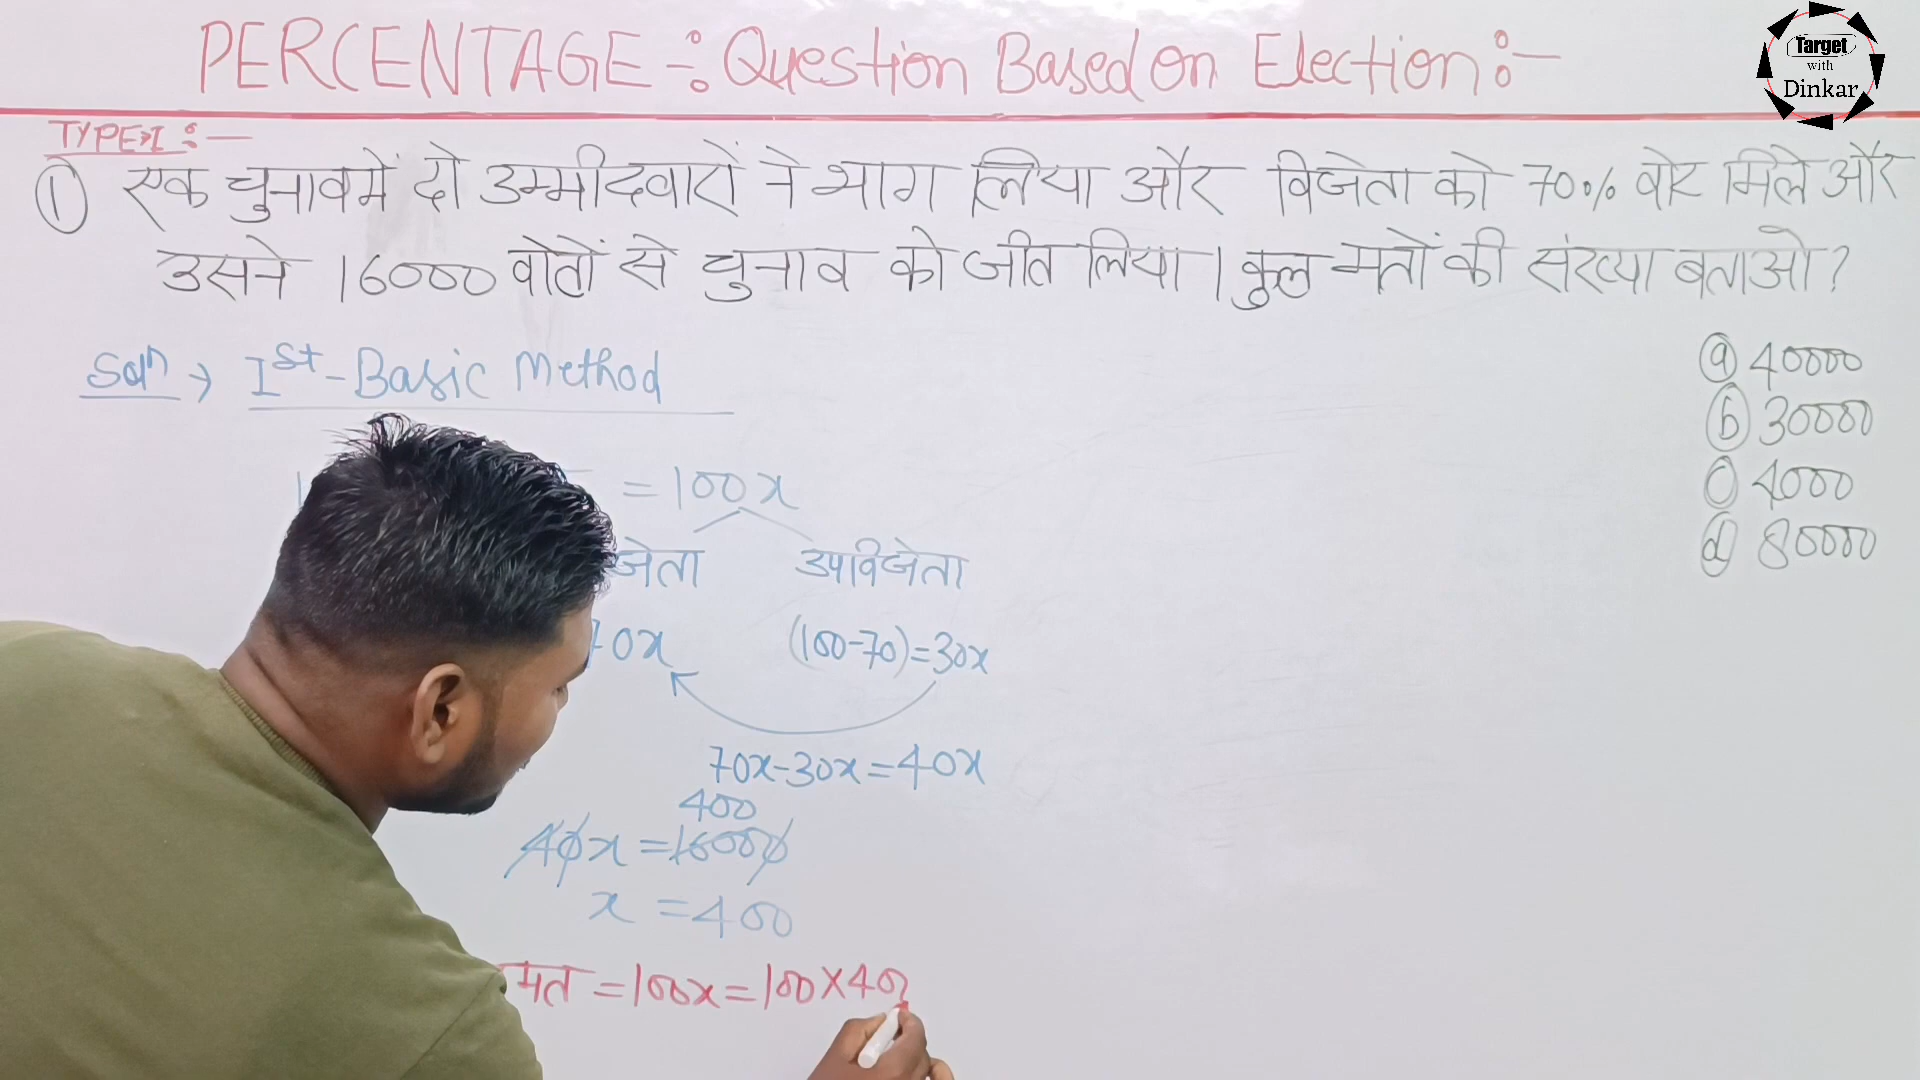 PERCENTAGE -: Question Based on Election :-
Target
with
Dinkar
TYPE-I :-
① एक चुनाव में दो उम्मीदवारों ने भाग लिया और विजेता को 70% वोट मिले और
उसने 16000 वोटों से चुनाव को जीत लिया । कुल मतों की संख्या बताओ ?
Solⁿ → Iˢᵗ - Basic Method
ⓐ 40000
ⓑ 30000
ⓒ 4000
ⓓ 80000
= 100x
जेता उपविजेता
70x (100-70)=30x
70x-30x=40x
400
40x = 16000
x = 400
मत = 100x = 100×40